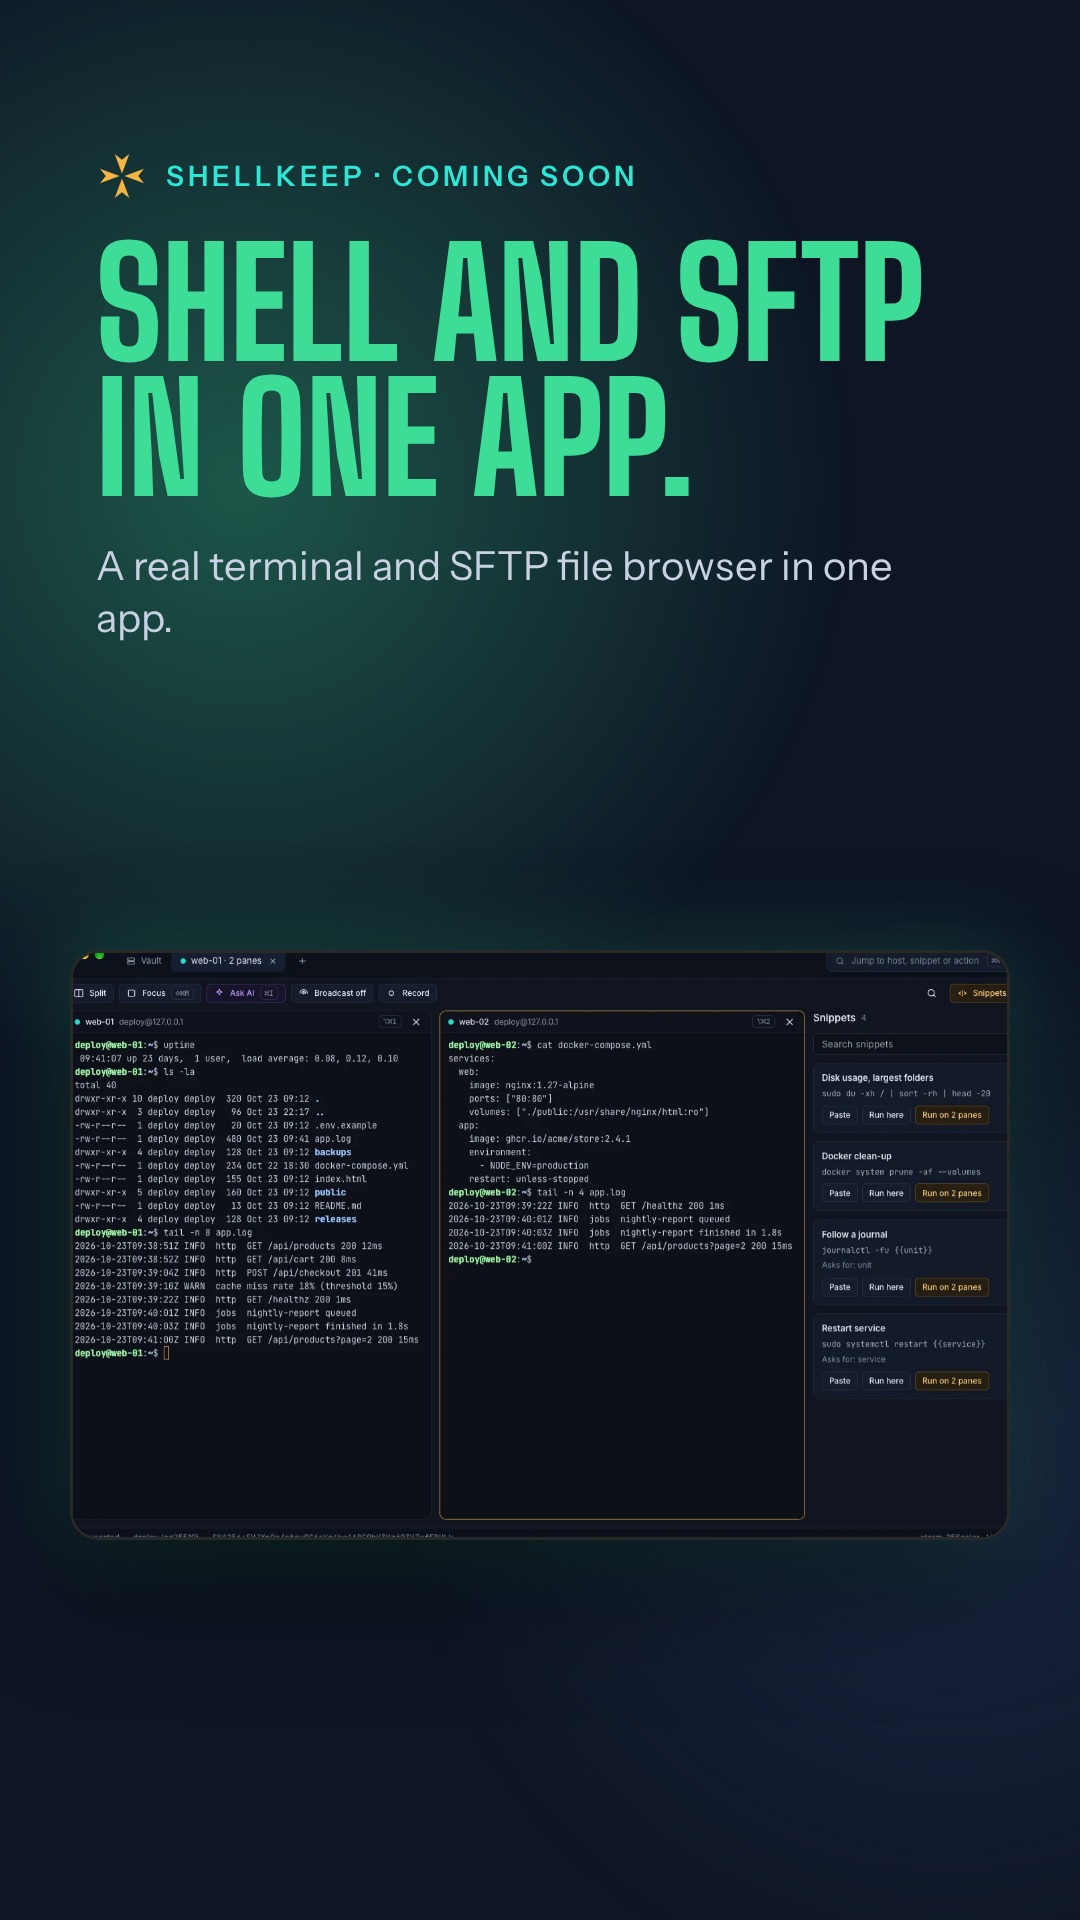 SHELLKEEP · COMING SOON
SHELL AND SFTP
IN ONE APP.
A real terminal and SFTP file browser in one
app.
Vault
web-01 · 2 panes
Jump to host, snippet or action
Split
Focus
Ask AI ⌘I
Broadcast off
Record
Snippets
web-01 deploy@127.0.0.1 ⌥⌘1
deploy@web-01:~$ uptime
09:41:07 up 23 days, 1 user, load average: 0.08, 0.12, 0.10
deploy@web-01:~$ ls -la
total 40
drwxr-xr-x 10 deploy deploy 320 Oct 23 09:12 .
drwxr-xr-x 3 deploy deploy 96 Oct 23 22:17 ..
-rw-r--r-- 1 deploy deploy 20 Oct 23 09:12 .env.example
-rw-r--r-- 1 deploy deploy 480 Oct 23 09:41 app.log
drwxr-xr-x 4 deploy deploy 128 Oct 23 09:12 backups
-rw-r--r-- 1 deploy deploy 234 Oct 22 18:30 docker-compose.yml
-rw-r--r-- 1 deploy deploy 155 Oct 23 09:12 index.html
drwxr-xr-x 5 deploy deploy 160 Oct 23 09:12 public
-rw-r--r-- 1 deploy deploy 13 Oct 23 09:12 README.md
drwxr-xr-x 4 deploy deploy 128 Oct 23 09:12 releases
deploy@web-01:~$ tail -n 8 app.log
2026-10-23T09:38:51Z INFO http GET /api/products 200 12ms
2026-10-23T09:38:52Z INFO http GET /api/cart 200 8ms
2026-10-23T09:39:04Z INFO http POST /api/checkout 201 41ms
2026-10-23T09:39:10Z WARN cache miss rate 18% (threshold 15%)
2026-10-23T09:39:22Z INFO http GET /healthz 200 1ms
2026-10-23T09:40:01Z INFO jobs nightly-report queued
2026-10-23T09:40:03Z INFO jobs nightly-report finished in 1.8s
2026-10-23T09:41:00Z INFO http GET /api/products?page=2 200 15ms
deploy@web-01:~$
web-02 deploy@127.0.0.1 ⌥⌘2
deploy@web-02:~$ cat docker-compose.yml
services:
web:
image: nginx:1.27-alpine
ports: ["80:80"]
volumes: ["./public:/usr/share/nginx/html:ro"]
app:
image: ghcr.io/acme/store:2.4.1
environment:
- NODE_ENV=production
restart: unless-stopped
deploy@web-02:~$ tail -n 4 app.log
2026-10-23T09:39:22Z INFO http GET /healthz 200 1ms
2026-10-23T09:40:01Z INFO jobs nightly-report queued
2026-10-23T09:40:03Z INFO jobs nightly-report finished in 1.8s
2026-10-23T09:41:00Z INFO http GET /api/products?page=2 200 15ms
deploy@web-02:~$
Snippets 4
Search snippets
Disk usage, largest folders
sudo du -xh / | sort -rh | head -20
Paste Run here Run on 2 panes
Docker clean-up
docker system prune -af --volumes
Paste Run here Run on 2 panes
Follow a journal
journalctl -fu {{unit}}
Asks for: unit
Paste Run here Run on 2 panes
Restart service
sudo systemctl restart {{service}}
Asks for: service
Paste Run here Run on 2 panes